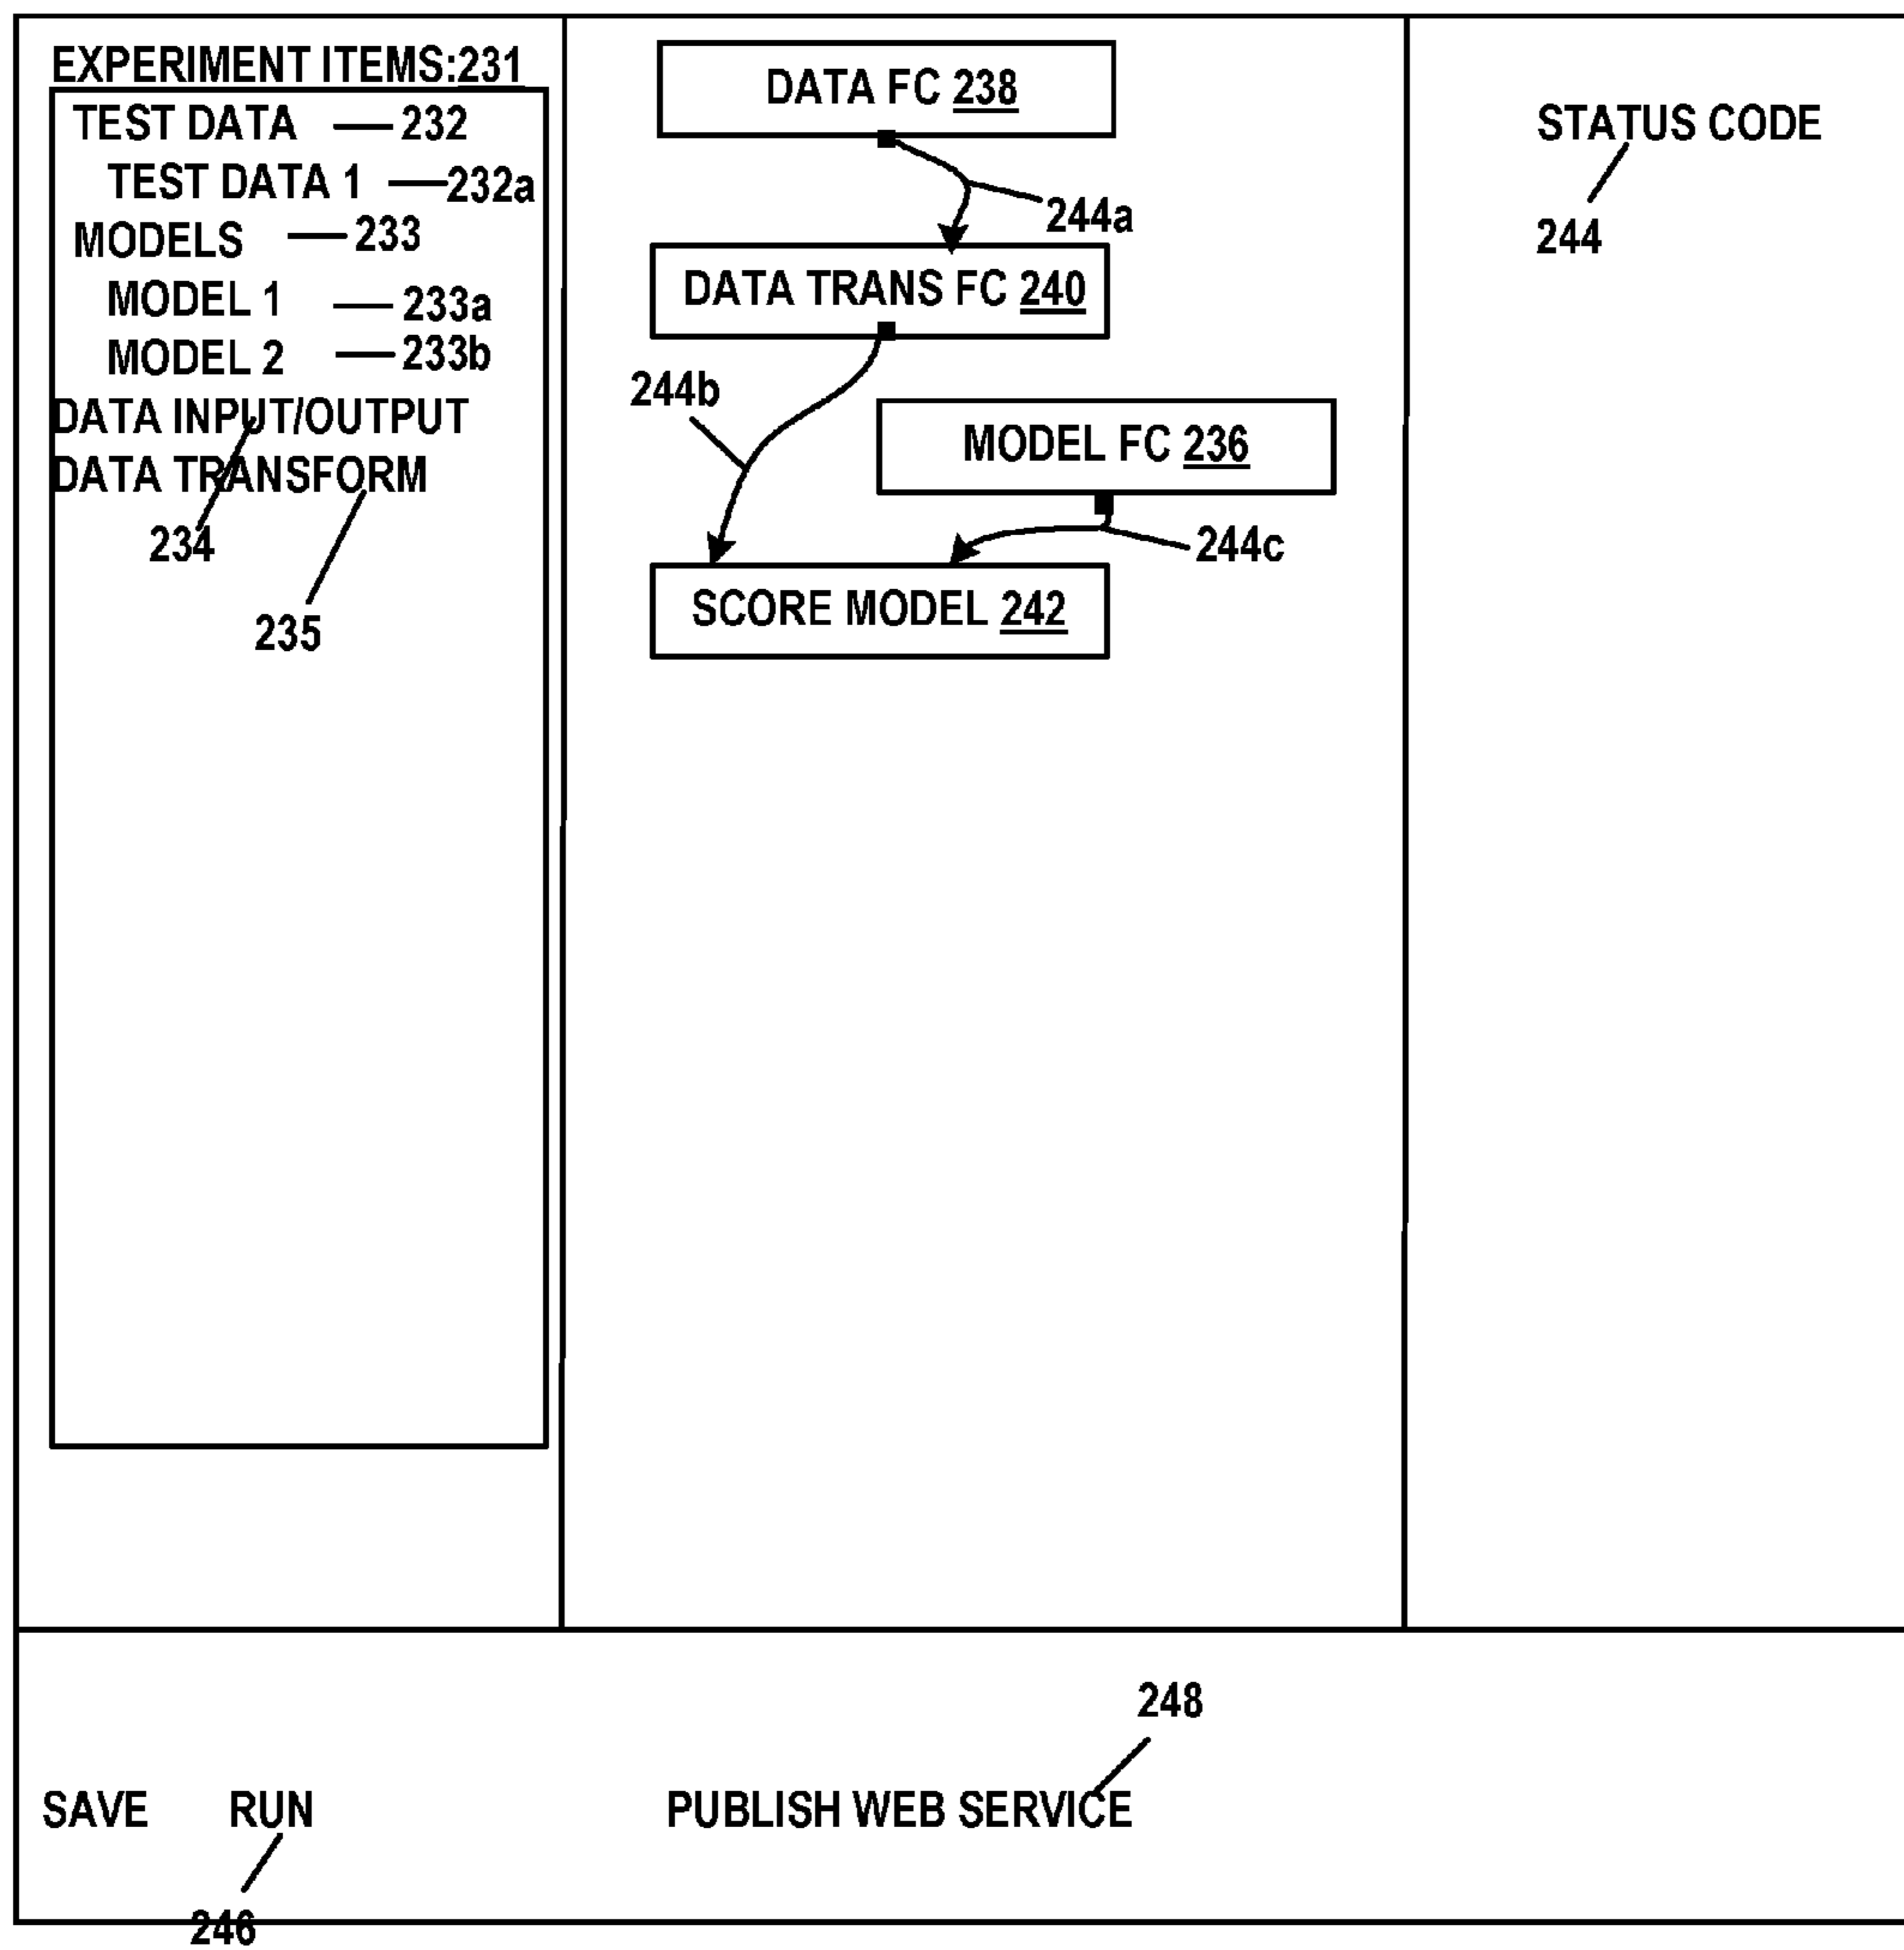 EXPERIMENT ITEMS:231
TEST DATA 232
TEST DATA 1 232a
MODELS 233
MODEL 1 233a
MODEL 2 233b
DATA INPUT/OUTPUT
DATA TRANSFORM
234
235
DATA FC 238
244a
DATA TRANS FC 240
244b
MODEL FC 236
244c
SCORE MODEL 242
STATUS CODE
244
248
SAVE RUN PUBLISH WEB SERVICE
246